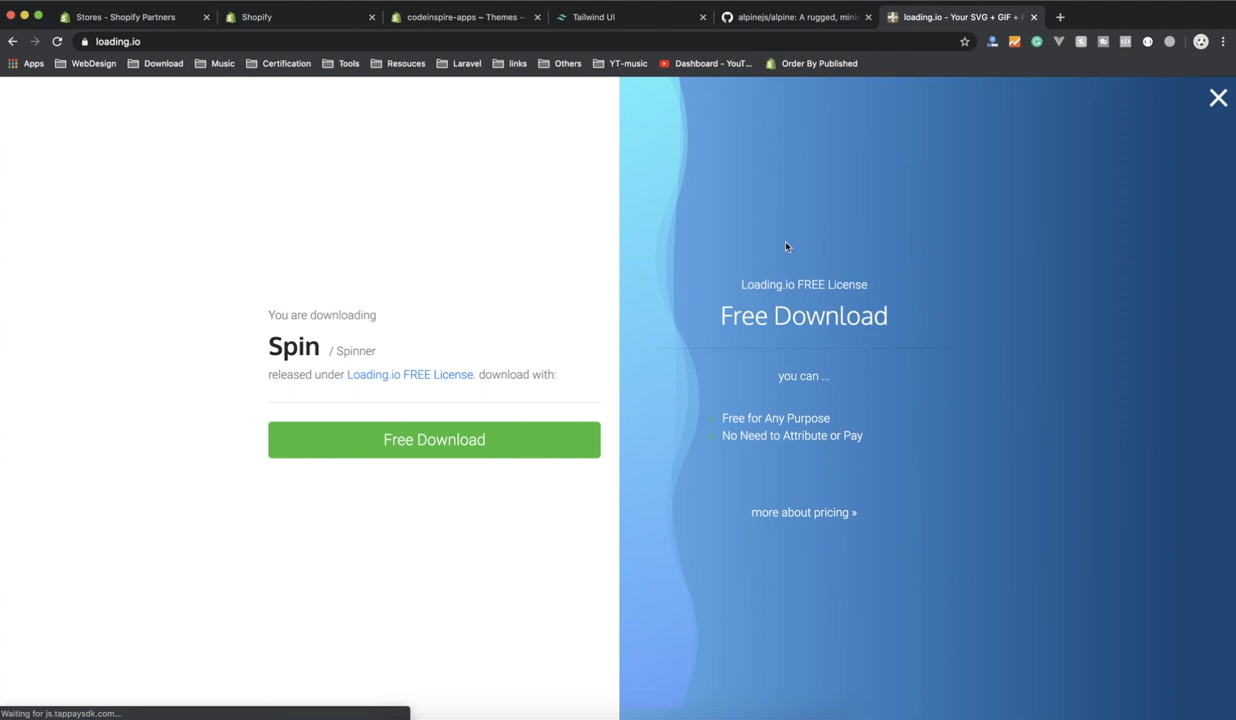 Stores - Shopify Partners
Shopify
codeinspire-apps ~ Themes ~
Tailwind UI
alpinejs/alpine: A rugged, mini
loading.io - Your SVG + GIF +
loading.io
Apps
WebDesign
Download
Music
Certification
Tools
Resouces
Laravel
links
Others
YT-music
Dashboard - YouT...
Order By Published
You are downloading
Spin / Spinner
released under Loading.io FREE License. download with:
Free Download
Loading.io FREE License
Free Download
you can ...
Free for Any Purpose
No Need to Attribute or Pay
more about pricing »
Waiting for js.tappaysdk.com...